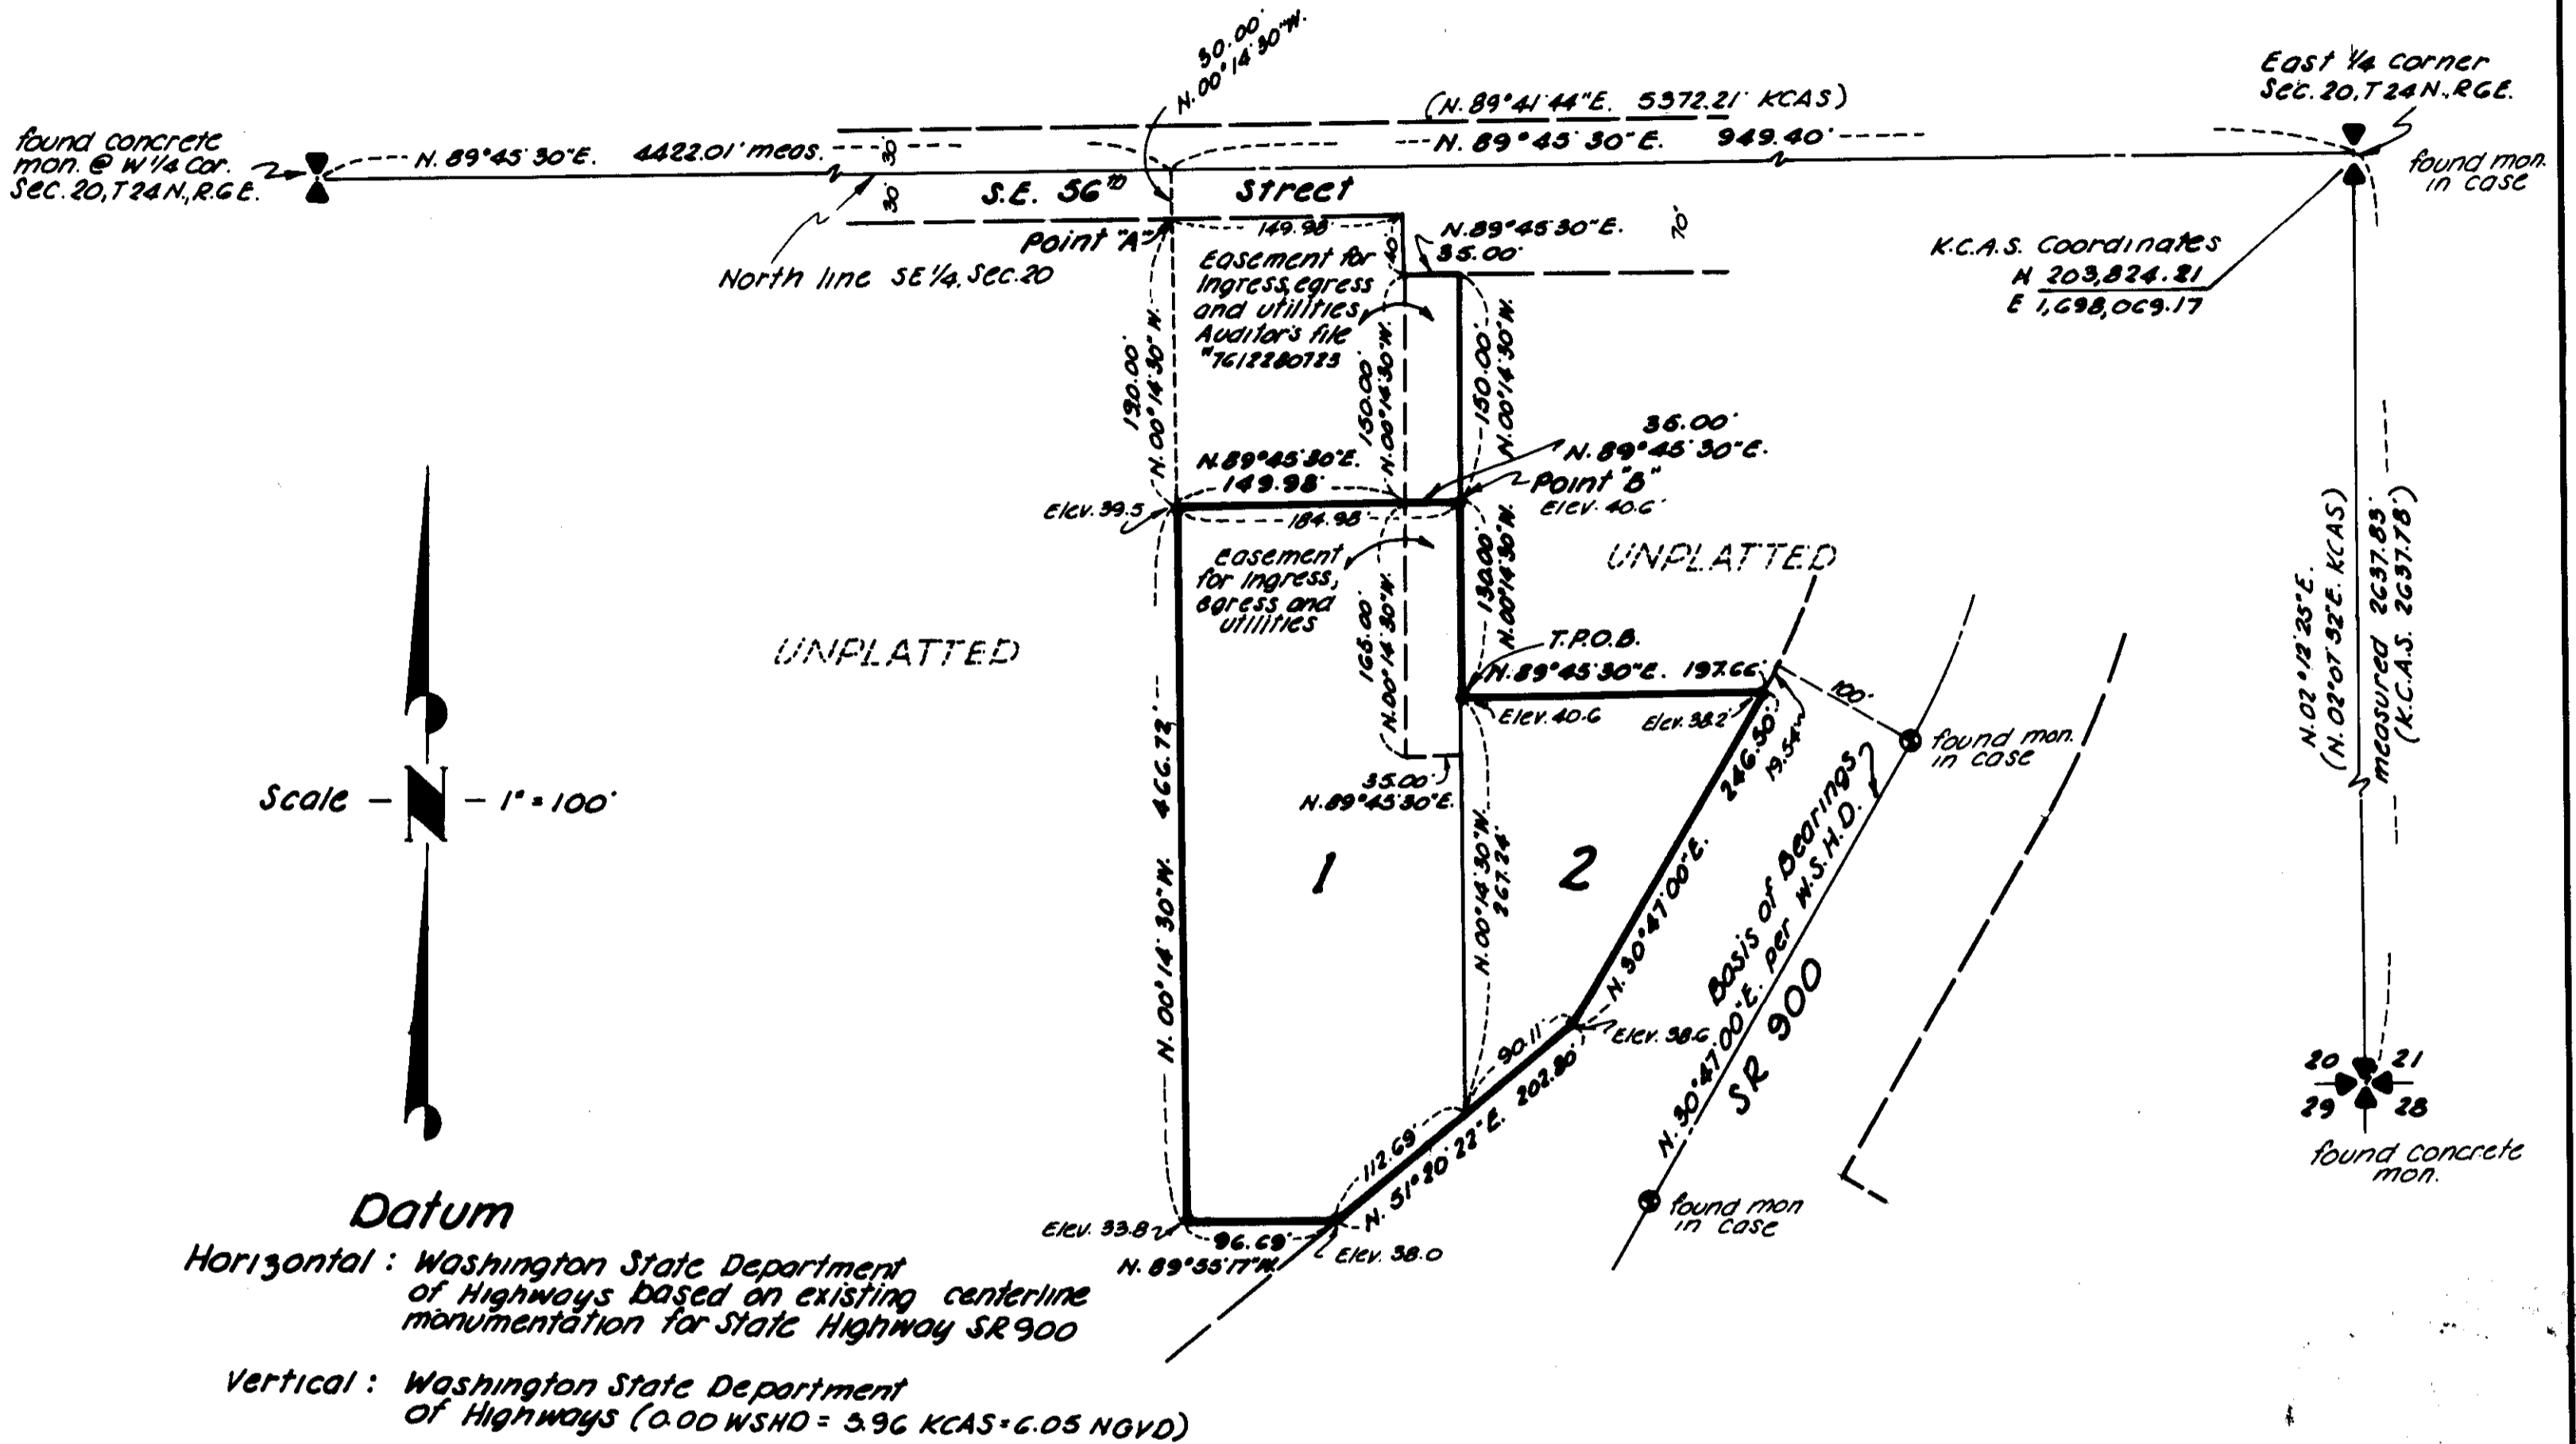 30.00'
N.00°14'30"W.
(N.89°41'44"E. 5372.21' KCAS)
East 1/4 corner
Sec. 20, T24N., RGE.
found concrete
mon. @ W 1/4 Cor.
Sec. 20, T24N., R.G.E.
N. 89°45'30"E. 4422.01' meas.
30'
N. 89°45'30"E. 949.40'
found mon.
in case
30'
S.E. 56th Street
Point "A"
149.98'
40'
N.89°45'30"E.
35.00'
70'
North line SE 1/4, Sec. 20
K.C.A.S. Coordinates
N 203,824.21
E 1,698,069.17
Easement for
Ingress, egress
and utilities,
Auditor's file
#7612280723
190.00'
N.00°14'30"W.
150.00'
N.00°14'30"W.
150.00'
N.00°14'30"W.
36.00'
N.89°45'30"E.
N.89°45'30"E.
149.98'
Point "B"
Elev. 40.6
Elev. 39.5
184.98'
easement
for Ingress,
egress and
utilities
165.00'
N.00°14'30"W.
130.00'
N.00°14'30"W.
UNPLATTED
UNPLATTED
T.P.O.B.
N.89°45'30"E. 197.66'
Elev. 40.6
Elev. 38.2
100'
found mon.
in case
N.02°12'25"E.
(N.02°07'32"E. KCAS)
measured 2637.83'
(K.C.A.S. 2637.78')
Scale - N - 1" = 100'
N. 00°14'30"W. 466.72'
35.00'
N.89°45'30"E.
N.00°14'30"W.
267.24'
1
2
N. 30°47'00"E. 246.50'
19.54'
Basis of Bearings
N. 30°47'00"E. per W.S.H.D.
SR 900
Elev. 38.6
90.11'
112.69'
N. 51°20'22"E. 202.80'
20 21
29 28
found concrete
mon.
found mon
in case
Elev. 33.8
96.69'
N. 89°55'17"W.
Elev. 38.0
Datum
Horizontal : Washington State Department
of Highways based on existing centerline
monumentation for State Highway SR 900
Vertical : Washington State Department
of Highways (0.00 WSHD = 3.96 KCAS = 6.05 NGVD)